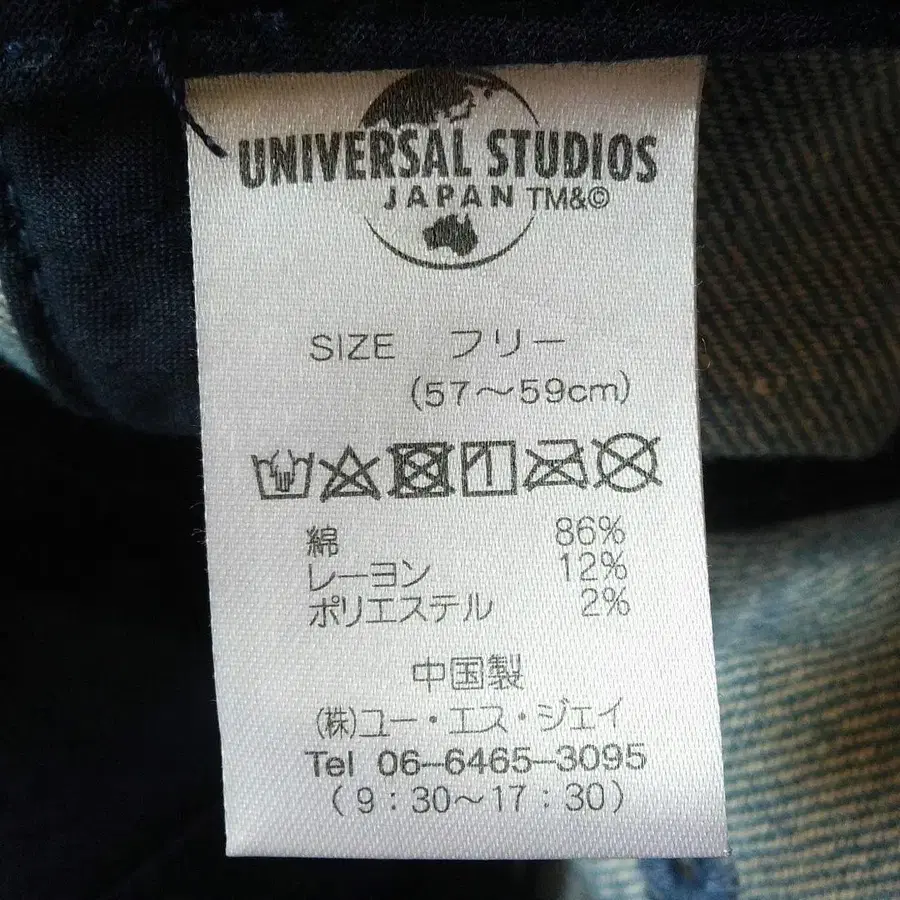 UNIVERSAL STUDIOS
JAPAN TM&©
SIZE フリー
(57〜59cm)
綿 86%
レーヨン 12%
ポリエステル 2%
中国製
(株)ユー・エス・ジェイ
Tel 06-6465-3095
(9:30〜17:30)